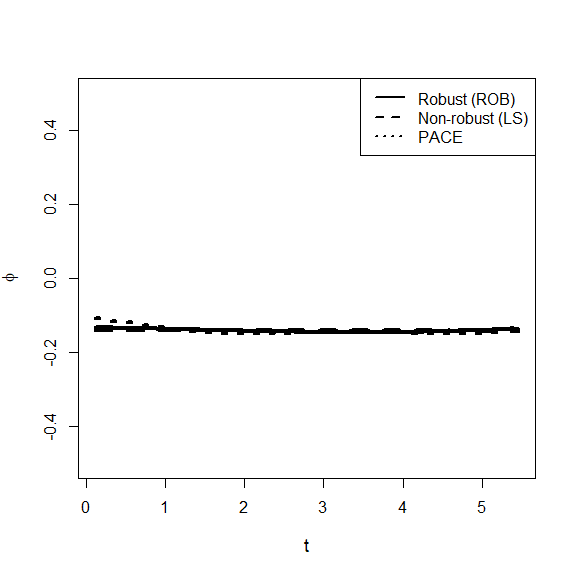 Robust (ROB)
Non-robust (LS)
PACE
0.4
0.2
0.0
-0.2
-0.4
ϕ
0 1 2 3 4 5
t